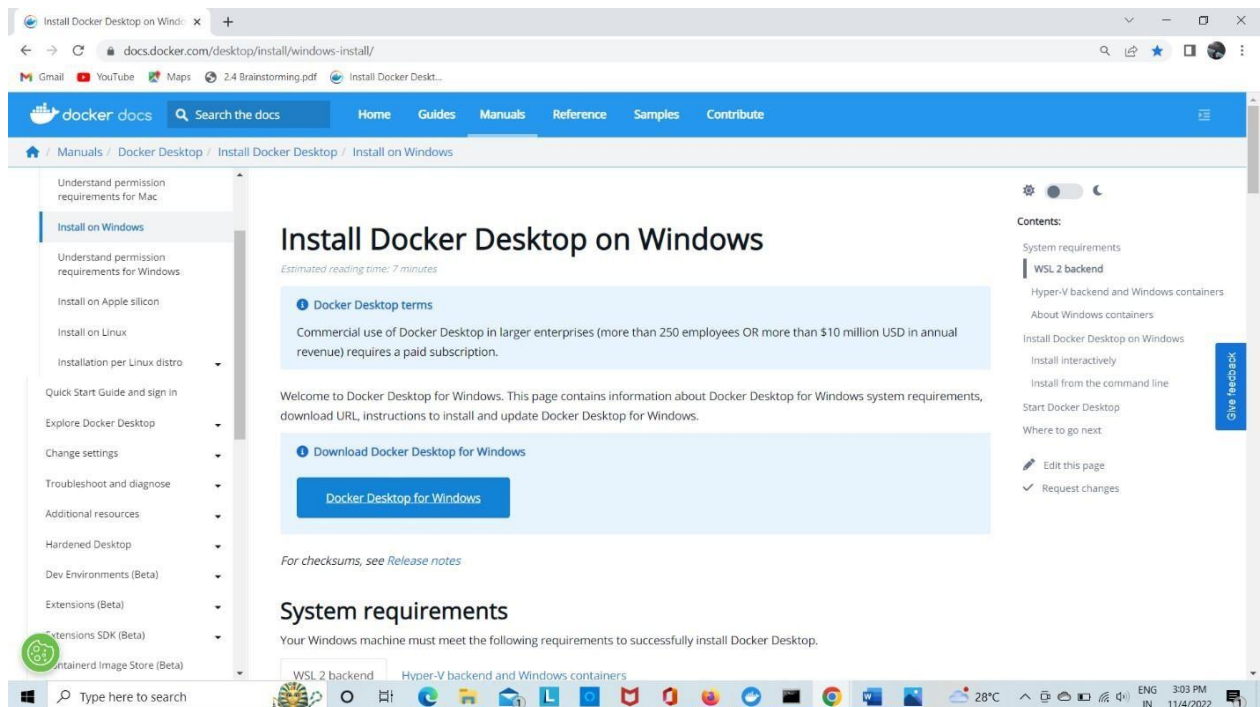 Install Docker Desktop on Windo
docs.docker.com/desktop/install/windows-install/
Gmail YouTube Maps 2.4 Brainstorming.pdf Install Docker Deskt...
docker docs Search the docs Home Guides Manuals Reference Samples Contribute
/ Manuals / Docker Desktop / Install Docker Desktop / Install on Windows
Understand permission
requirements for Mac
Install on Windows
Understand permission
requirements for Windows
Install on Apple silicon
Install on Linux
Installation per Linux distro
Quick Start Guide and sign in
Explore Docker Desktop
Change settings
Troubleshoot and diagnose
Additional resources
Hardened Desktop
Dev Environments (Beta)
Extensions (Beta)
Extensions SDK (Beta)
ontainerd Image Store (Beta)
Install Docker Desktop on Windows
Estimated reading time: 7 minutes
Docker Desktop terms
Commercial use of Docker Desktop in larger enterprises (more than 250 employees OR more than $10 million USD in annual
revenue) requires a paid subscription.
Welcome to Docker Desktop for Windows. This page contains information about Docker Desktop for Windows system requirements,
download URL, instructions to install and update Docker Desktop for Windows.
Download Docker Desktop for Windows
Docker Desktop for Windows
For checksums, see Release notes
System requirements
Your Windows machine must meet the following requirements to successfully install Docker Desktop.
WSL 2 backend Hyper-V backend and Windows containers
Contents:
System requirements
WSL 2 backend
Hyper-V backend and Windows containers
About Windows containers
Install Docker Desktop on Windows
Install interactively
Install from the command line
Start Docker Desktop
Where to go next
Edit this page
Request changes
Give feedback
Type here to search
L
28°C
ENG
IN
3:03 PM
11/4/2022